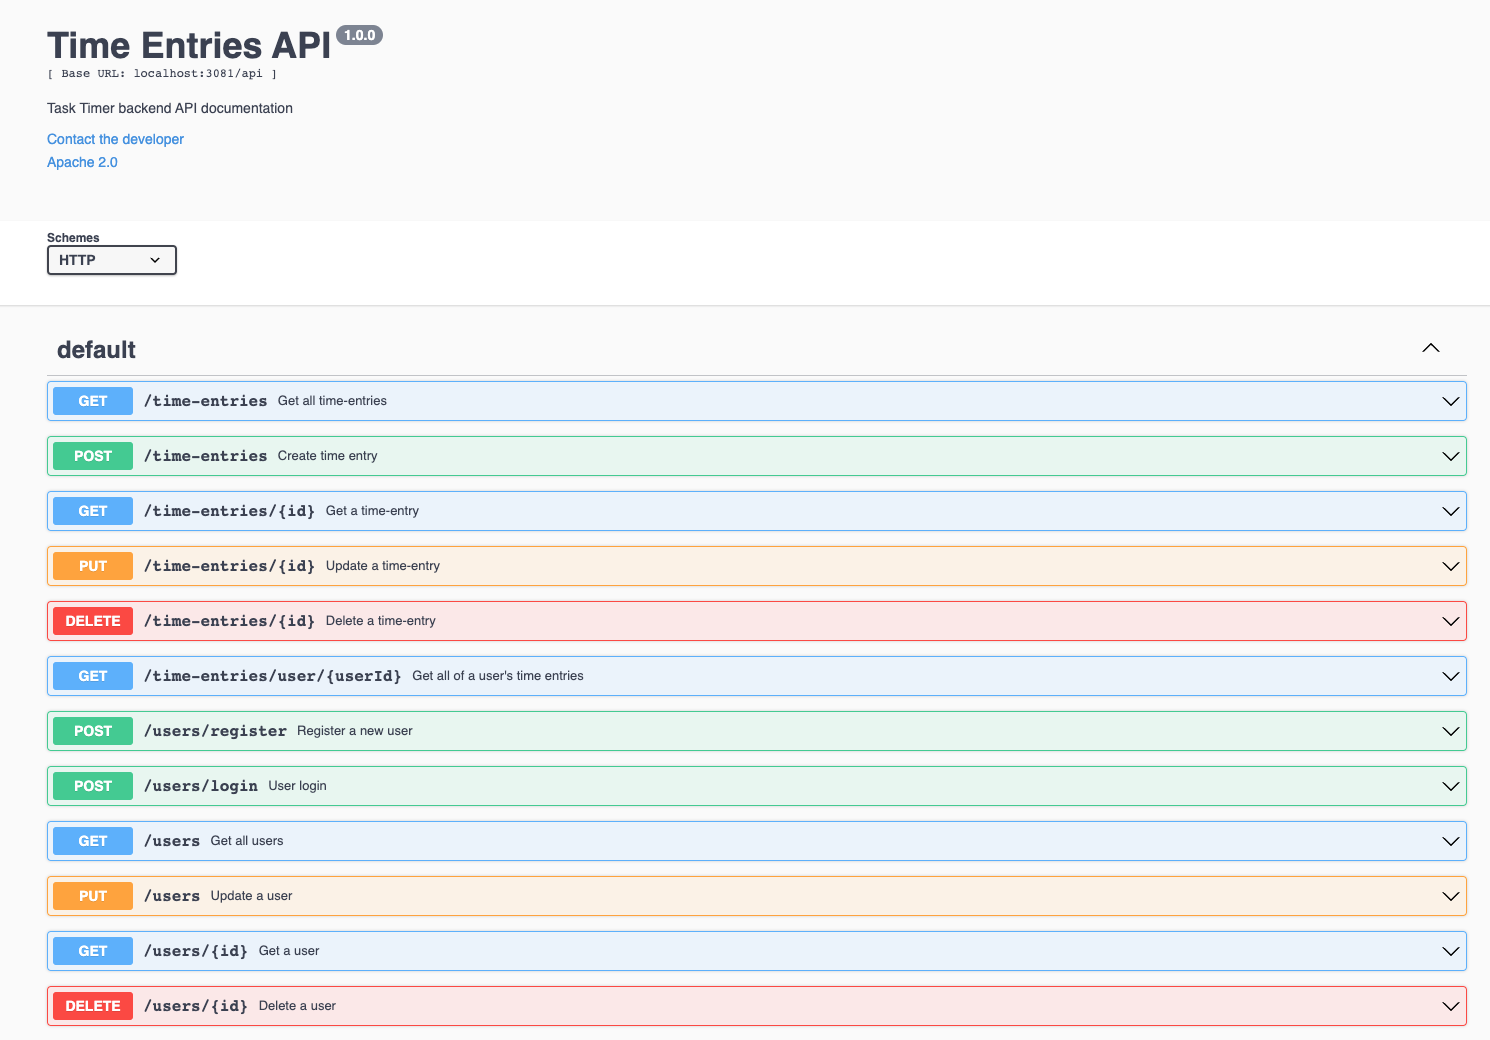 Time Entries API 1.0.0
[ Base URL: localhost:3081/api ]
Task Timer backend API documentation
Contact the developer
Apache 2.0
Schemes
HTTP
default
GET /time-entries Get all time-entries
POST /time-entries Create time entry
GET /time-entries/{id} Get a time-entry
PUT /time-entries/{id} Update a time-entry
DELETE /time-entries/{id} Delete a time-entry
GET /time-entries/user/{userId} Get all of a user's time entries
POST /users/register Register a new user
POST /users/login User login
GET /users Get all users
PUT /users Update a user
GET /users/{id} Get a user
DELETE /users/{id} Delete a user